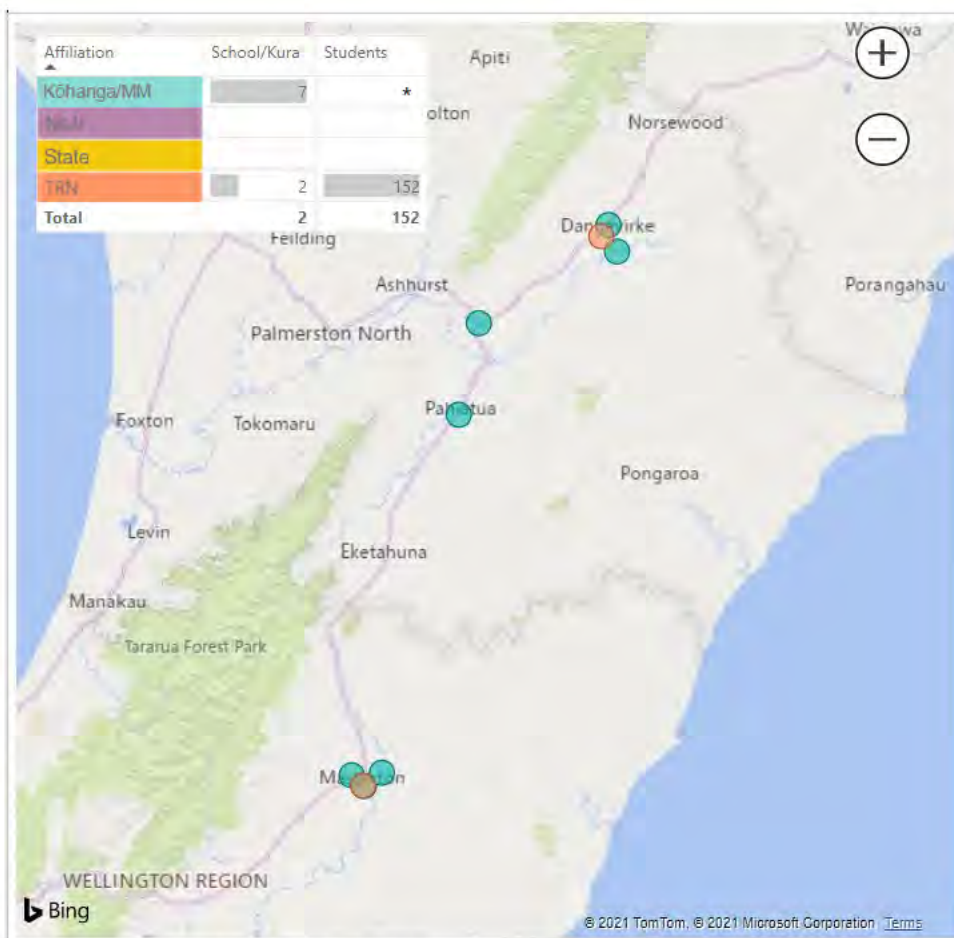 Affiliation School/Kura Students
Kōhanga/MM 7 *
State
TRN 2 152
Total 2 152
Apiti
olton
Norsewood
Feilding
Ashhurst
Porangahau
Palmerston North
Foxton
Tokomaru
Pongaroa
Levin
Eketahuna
Manakau
Tararua Forest Park
WELLINGTON REGION
Bing
© 2021 TomTom, © 2021 Microsoft Corporation Terms